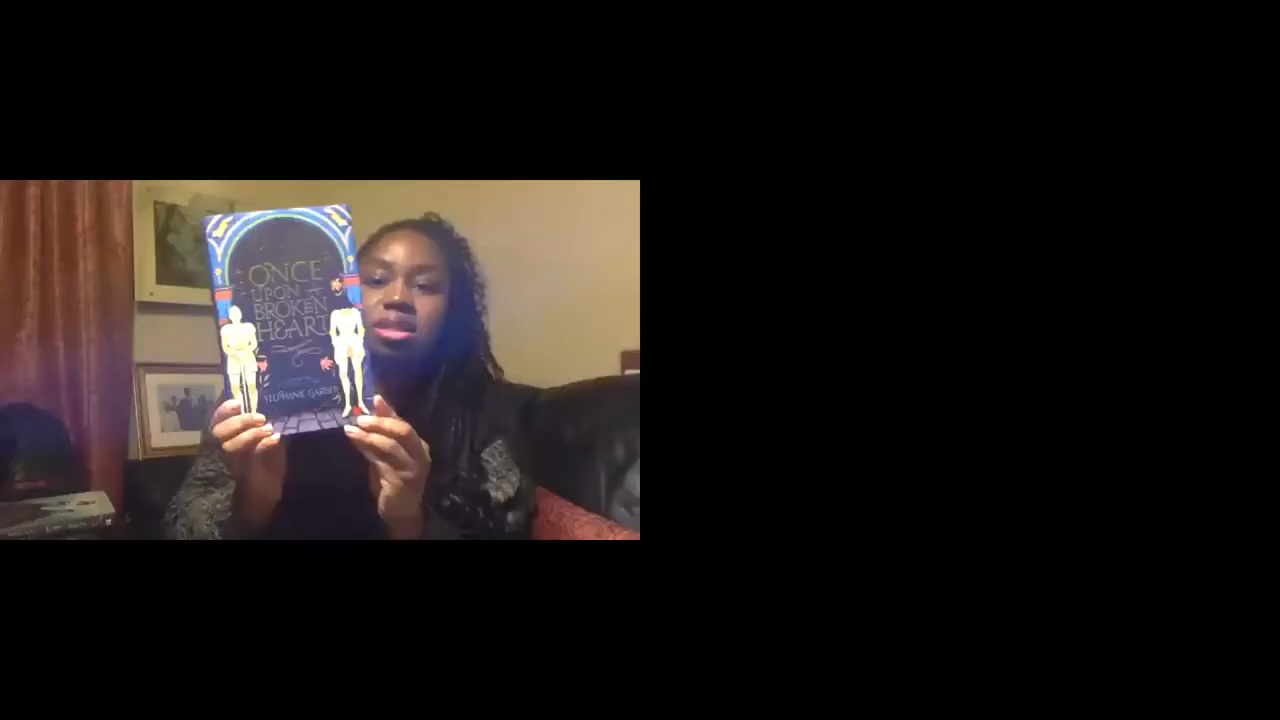 ONCE
UPON A
BROKEN
HEART
STEPHANIE GARBER